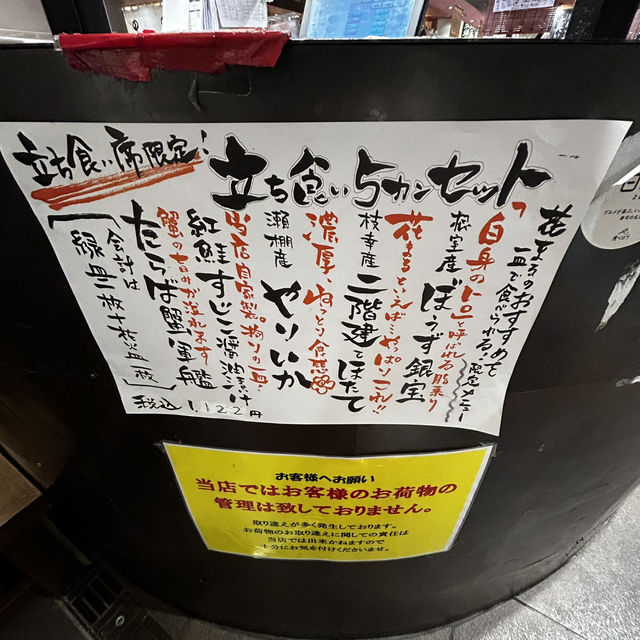 立ち食い席限定!
立ち食い5カンセット
花まるのおすすめを
一皿で食べられる!限定メニュー
「白身のトロ」と呼ばれる脂乗り
根室産 ぼうず銀宝
花まるといえば…やっぱりこれ!!
枝幸産 二階建てほたて
濃厚、ねっとり食感
瀬棚産 やりいか
当店自家製。拘りの一皿!
紅鮭すじこ醤油漬け
蟹の旨みが溢れます
たらば蟹軍艦
会計は
緑皿一枚+
税込 1,122円
お客様へお願い
当店ではお客様のお荷物の
管理は致しておりません。
取り違えが多く発生しております。
お荷物のお取り違えに関しての責任は
当店では出来かねますので
十分にお気を付けくださいませ。